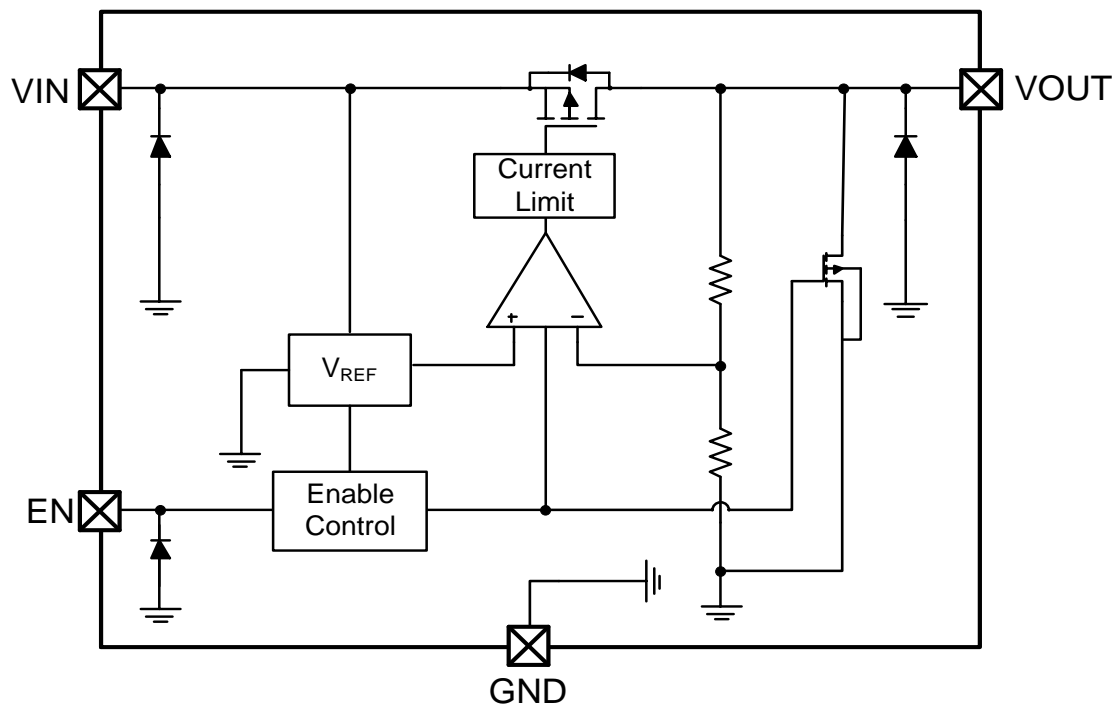 VIN
VOUT
Current
Limit
+
−
VREF
EN
Enable
Control
GND